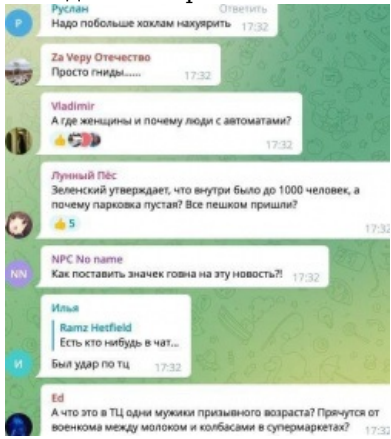 Руслан Ответить
Надо побольше хохлам нахуярить 17:32
Za Веру Отечество
Просто гниды...... 17:32
Vladimir
А где женщины и почему люди с автоматами?
17:32
Лунный Пёс
Зеленский утверждает, что внутри было до 1000 человек, а
почему парковка пустая? Все пешком пришли?
5
17:32
NPC No name
Как поставить значек говна на эту новость?! 17:32
Илья
Ramz Hetfield
Есть кто нибудь в чат...
Был удар по тц 17:32
Ed
А что это в ТЦ одни мужики призывного возраста? Прячутся от
военкома между молоком и колбасами в супермаркетах? 17:32
Р
NN
И